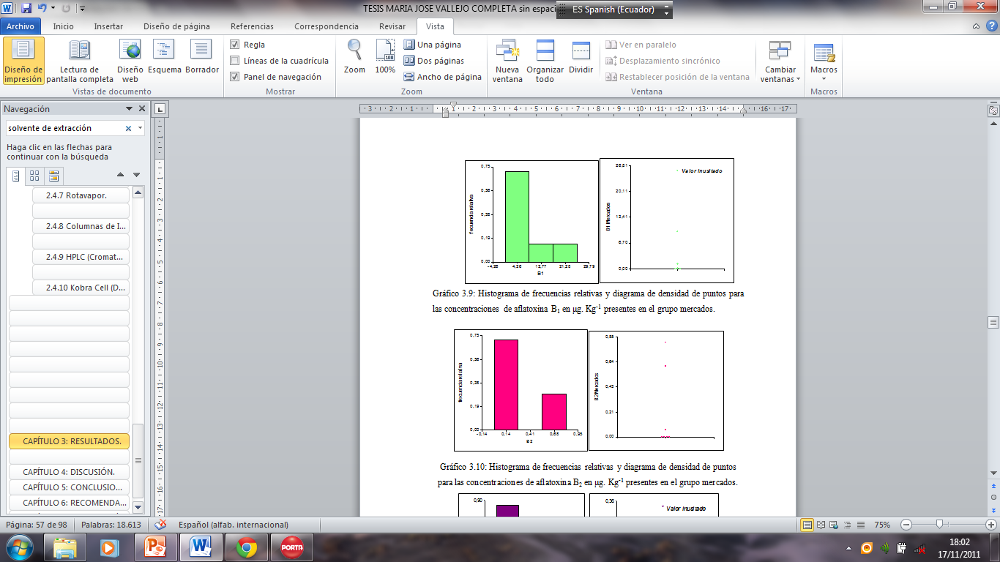 TESIS MARIA JOSE VALLEJO COMPLETA sin espaci
ES Spanish (Ecuador)
Archivo Inicio Insertar Diseño de página Referencias Correspondencia Revisar Vista
Diseño de impresión
Lectura de pantalla completa
Diseño web
Esquema
Borrador
Vistas de documento
Regla
Líneas de la cuadrícula
Panel de navegación
Mostrar
Zoom
100%
Una página
Dos páginas
Ancho de página
Zoom
Nueva ventana
Organizar todo
Dividir
Ver en paralelo
Desplazamiento sincrónico
Restablecer posición de la ventana
Ventana
Cambiar ventanas
Macros
Macros
Navegación
solvente de extracción
Haga clic en las flechas para
continuar con la búsqueda
2.4.7 Rotavapor.
2.4.8 Columnas de I...
2.4.9 HPLC (Cromat...
2.4.10 Kobra Cell (D...
CAPÍTULO 3: RESULTADOS.
CAPÍTULO 4: DISCUSIÓN.
CAPÍTULO 5: CONCLUSIO...
CAPÍTULO 6: RECOMENDA...
3 2 1 1 2 3 4 5 6 7 8 9 10 11 12 13 14 16 17
0,75
0,56
0,38
0,19
0,00
-4,26 4,26 12,77 21,28 29,79
frecuencia relativa
B1
26,81
20,11
13,41
6,70
0,00
B1 Mercados
Valor inusitado
Gráfico 3.9: Histograma de frecuencias relativas y diagrama de densidad de puntos para
las concentraciones de aflatoxina B1 en µg. Kg-1 presentes en el grupo mercados.
0,75
0,56
0,38
0,19
0,00
-0,14 0,14 0,41 0,68 0,95
frecuencia relativa
B2
0,85
0,64
0,43
0,21
0,00
B2 Mercados
Gráfico 3.10: Histograma de frecuencias relativas y diagrama de densidad de puntos
para las concentraciones de aflatoxina B2 en µg. Kg-1 presentes en el grupo mercados.
0,90
0,36
Valor inusitado
Página: 57 de 98 Palabras: 18.613 Español (alfab. internacional) 75%
PORTA
18:02
17/11/2011